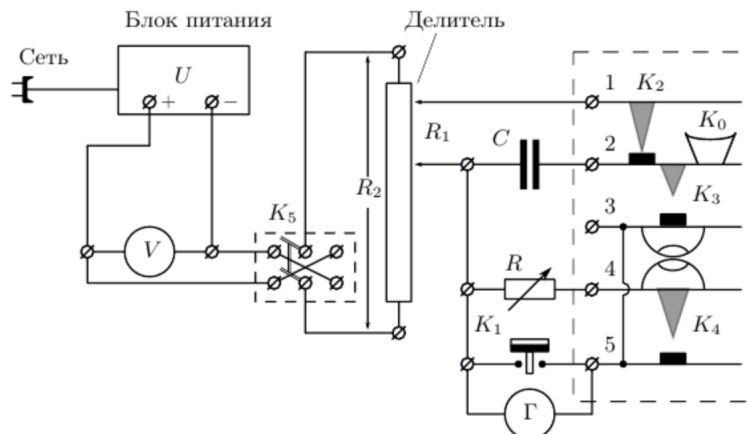 Блок питания
Делитель
Сеть
U
+ −
1 K₂
K₀
R₁ C 2
R₂
K₃
K₅
3
V
R 4
K₁ K₄
5
Г